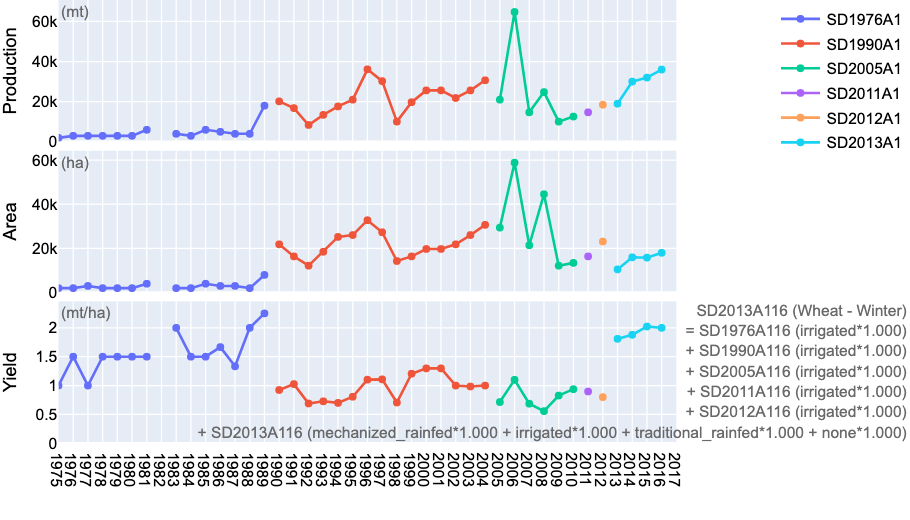 (mt)
60k
40k
20k
0
Production
(ha)
60k
40k
20k
0
Area
(mt/ha)
2
1.5
1
0.5
0
Yield
1975
1976
1977
1978
1979
1980
1981
1982
1983
1984
1985
1986
1987
1988
1989
1990
1991
1992
1993
1994
1995
1996
1997
1998
1999
2000
2001
2002
2003
2004
2005
2006
2007
2008
2009
2010
2011
2012
2013
2014
2015
2016
2017
SD1976A1
SD1990A1
SD2005A1
SD2011A1
SD2012A1
SD2013A1
SD2013A116 (Wheat - Winter)
= SD1976A116 (irrigated*1.000)
+ SD1990A116 (irrigated*1.000)
+ SD2005A116 (irrigated*1.000)
+ SD2011A116 (irrigated*1.000)
+ SD2012A116 (irrigated*1.000)
+ SD2013A116 (mechanized_rainfed*1.000 + irrigated*1.000 + traditional_rainfed*1.000 + none*1.000)